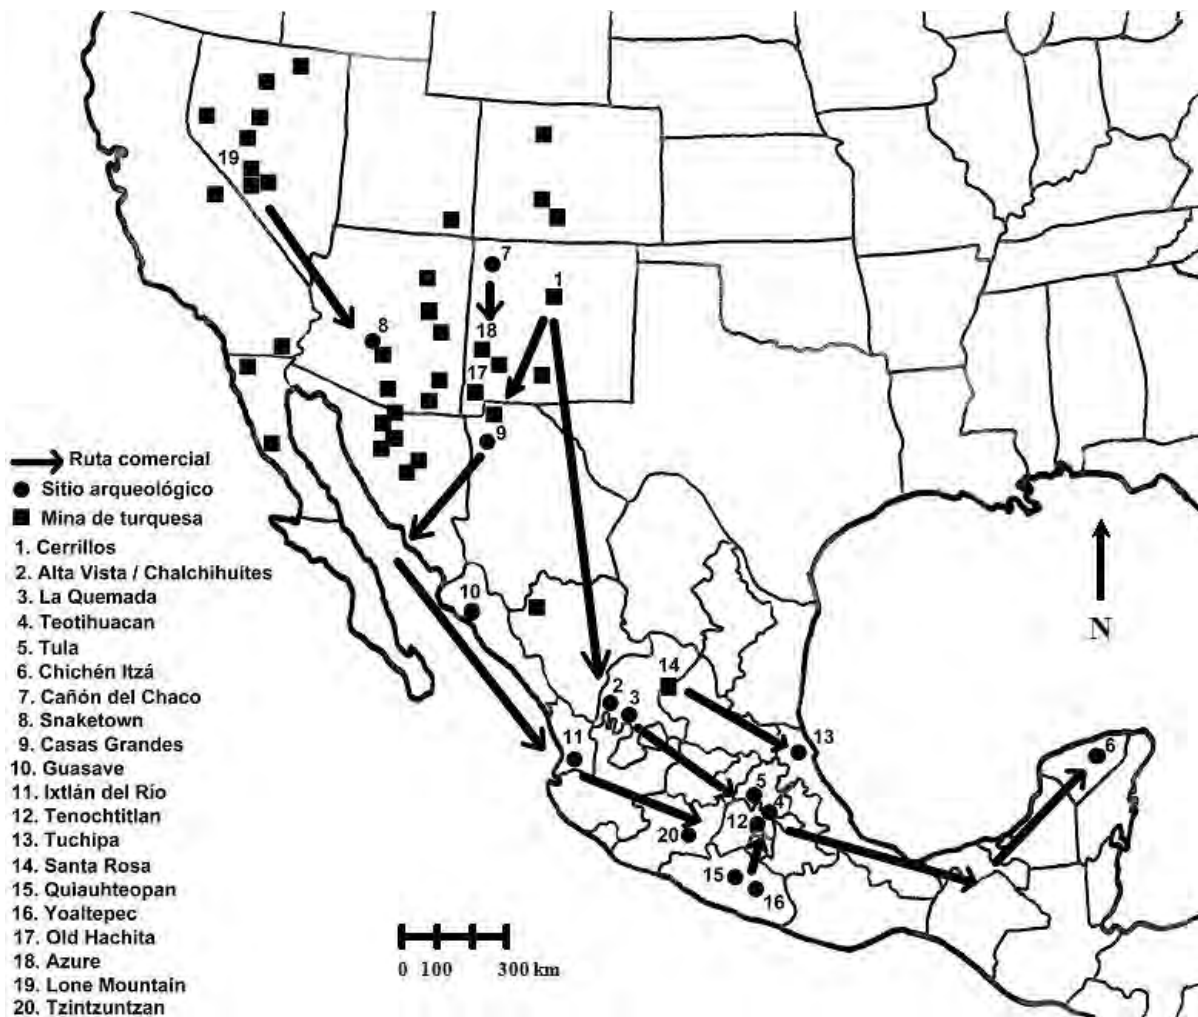 19
7
1
8
18
17
9
10
14
2
3
13
11
6
5
4
12
20
15
16
N
0 100 300 km
Ruta comercial
Sitio arqueológico
Mina de turquesa
1. Cerrillos
2. Alta Vista / Chalchihuites
3. La Quemada
4. Teotihuacan
5. Tula
6. Chichén Itzá
7. Cañón del Chaco
8. Snaketown
9. Casas Grandes
10. Guasave
11. Ixtlán del Río
12. Tenochtitlan
13. Tuchipa
14. Santa Rosa
15. Quiauhteopan
16. Yoaltepec
17. Old Hachita
18. Azure
19. Lone Mountain
20. Tzintzuntzan